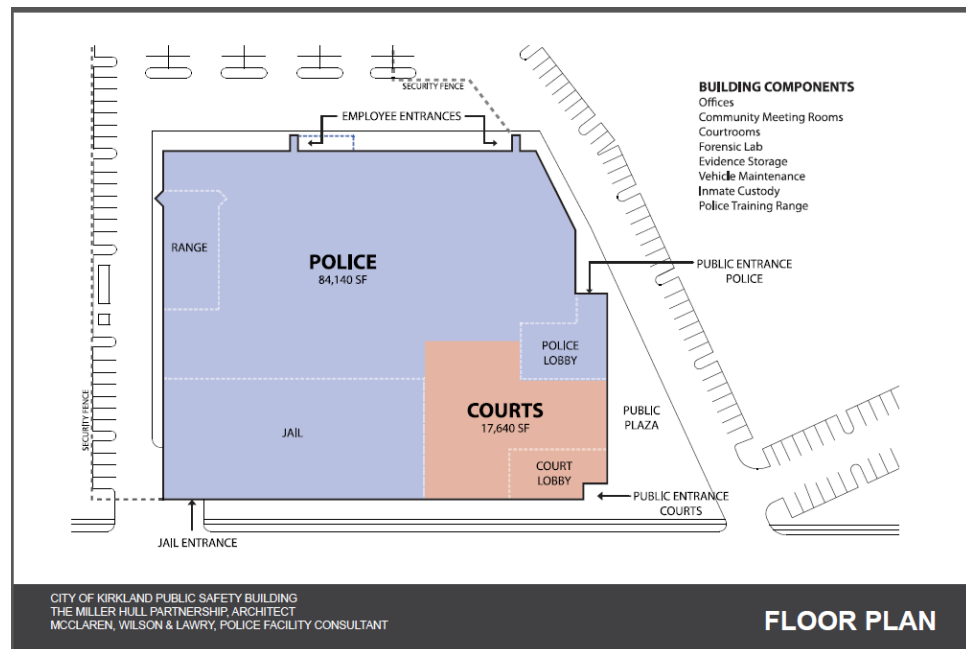 SECURITY FENCE
EMPLOYEE ENTRANCES
BUILDING COMPONENTS
Offices
Community Meeting Rooms
Courtrooms
Forensic Lab
Evidence Storage
Vehicle Maintenance
Inmate Custody
Police Training Range
RANGE
POLICE
84,140 SF
PUBLIC ENTRANCE
POLICE
POLICE
LOBBY
SECURITY FENCE
JAIL
COURTS
17,640 SF
PUBLIC
PLAZA
COURT
LOBBY
PUBLIC ENTRANCE
COURTS
JAIL ENTRANCE
CITY OF KIRKLAND PUBLIC SAFETY BUILDING
THE MILLER HULL PARTNERSHIP, ARCHITECT
MCCLAREN, WILSON & LAWRY, POLICE FACILITY CONSULTANT
FLOOR PLAN